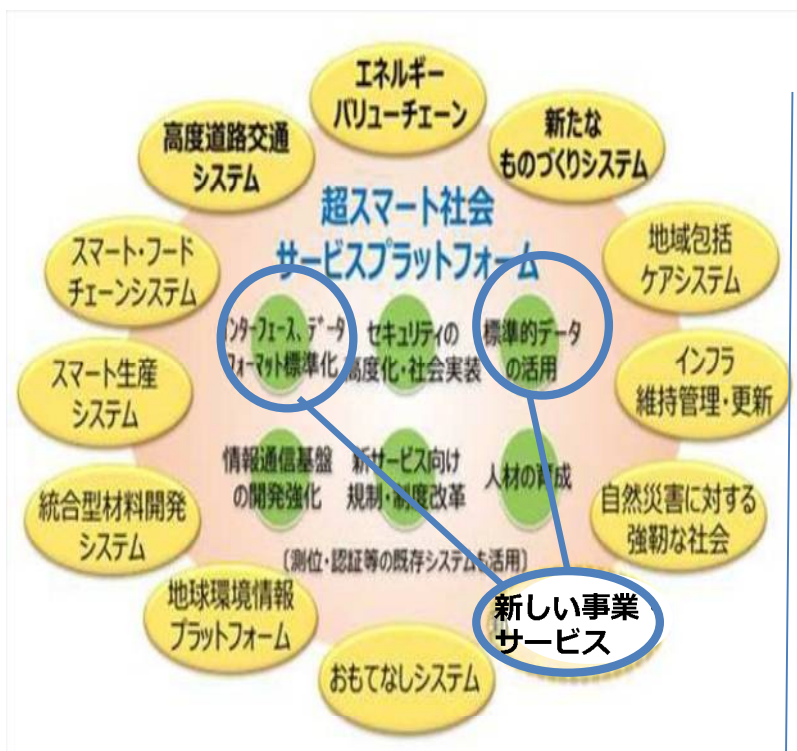 エネルギー
バリューチェーン
高度道路交通
システム
新たな
ものづくりシステム
超スマート社会
サービスプラットフォーム
スマート・フード
チェーンシステム
地域包括
ケアシステム
インターフェース、データ
フォーマット標準化
セキュリティの
高度化・社会実装
標準的データ
の活用
スマート生産
システム
インフラ
維持管理・更新
情報通信基盤
の開発強化
新サービス向け
規制・制度改革
人材の育成
統合型材料開発
システム
自然災害に対する
強靭な社会
〔測位・認証等の既存システムも活用〕
地球環境情報
プラットフォーム
新しい事業
サービス
おもてなしシステム